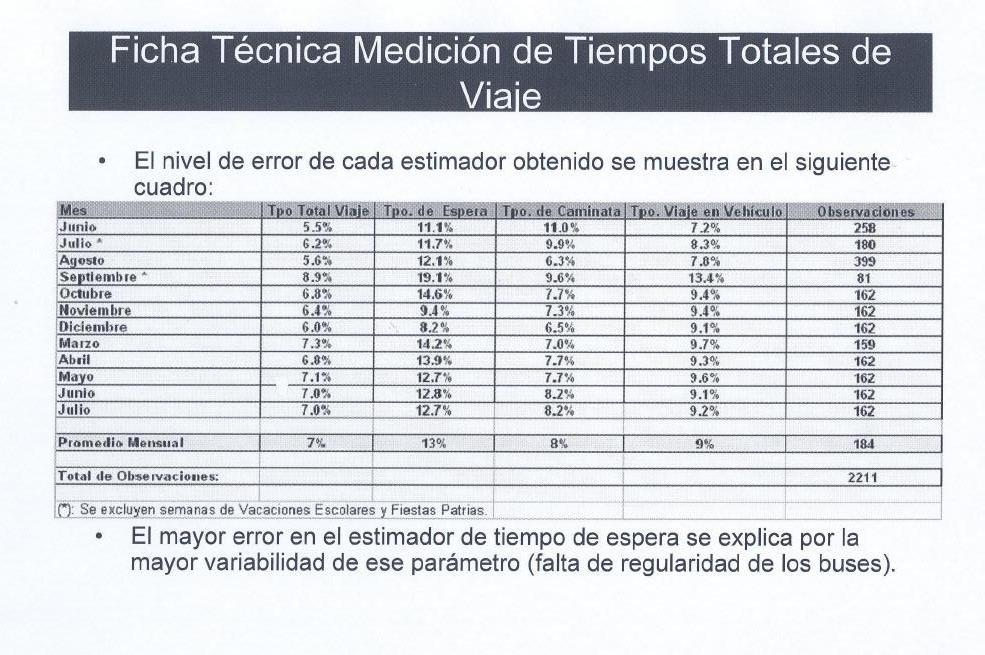 Ficha Técnica Medición de Tiempos Totales de
Viaje
• El nivel de error de cada estimador obtenido se muestra en el siguiente
cuadro:
Mes Tpo Total Viaje Tpo. de Espera Tpo. de Caminata Tpo. Viaje en Vehículo Observaciones
Junio 5.5% 11.1% 11.0% 7.2% 258
Julio * 6.2% 11.7% 9.9% 8.3% 180
Agosto 5.6% 12.1% 6.3% 7.8% 399
Septiembre * 8.9% 19.1% 9.6% 13.4% 81
Octubre 6.8% 14.6% 7.7% 9.4% 162
Noviembre 6.4% 9.4% 7.3% 9.4% 162
Diciembre 6.0% 8.2% 6.5% 9.1% 162
Marzo 7.3% 14.2% 7.0% 9.7% 159
Abril 6.8% 13.9% 7.7% 9.3% 162
Mayo 7.1% 12.7% 7.7% 9.6% 162
Junio 7.0% 12.8% 8.2% 9.1% 162
Julio 7.0% 12.7% 8.2% 9.2% 162
Promedio Mensual 7% 13% 8% 9% 184
Total de Observaciones: 2211
(*): Se excluyen semanas de Vacaciones Escolares y Fiestas Patrias.
• El mayor error en el estimador de tiempo de espera se explica por la
mayor variabilidad de ese parámetro (falta de regularidad de los buses).